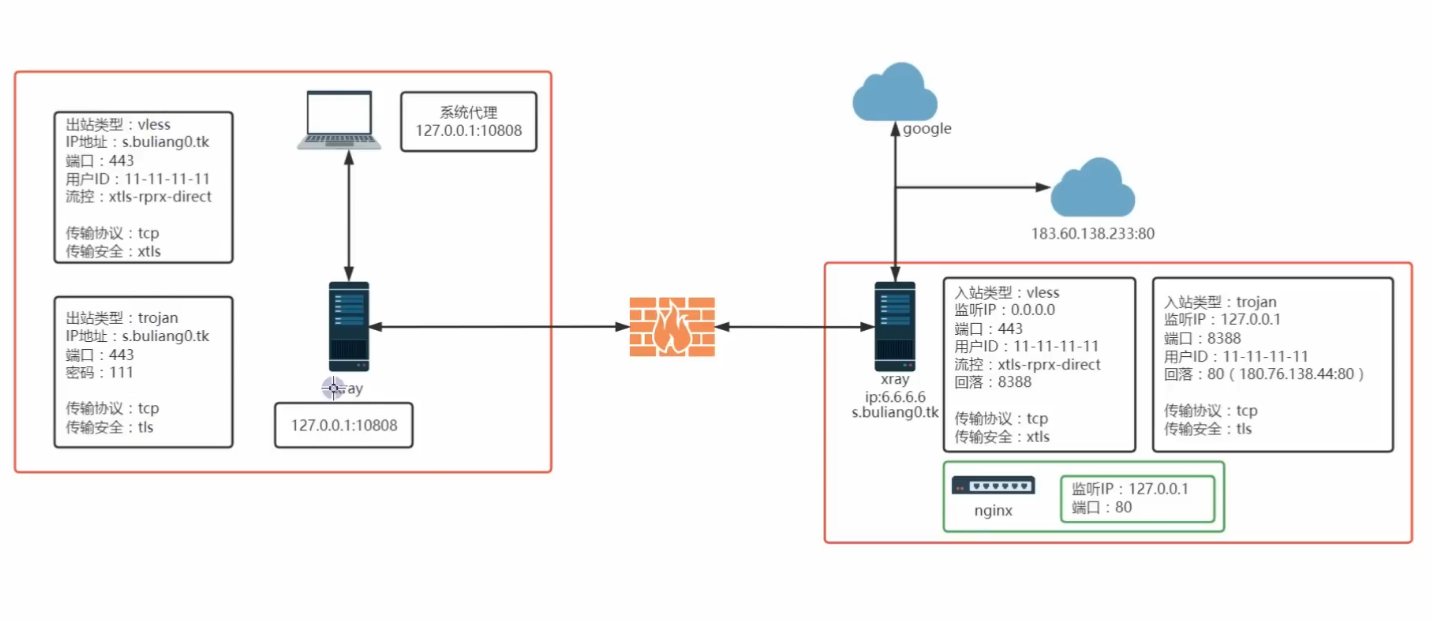 出站类型：vless
IP地址：s.buliang0.tk
端口：443
用户ID：11-11-11-11
流控：xtls-rprx-direct
传输协议：tcp
传输安全：xtls
系统代理
127.0.0.1:10808
出站类型：trojan
IP地址：s.buliang0.tk
端口：443
密码：111
传输协议：tcp
传输安全：tls
ay
127.0.0.1:10808
google
183.60.138.233:80
xray
ip:6.6.6.6
s.buliang0.tk
入站类型：vless
监听IP：0.0.0.0
端口：443
用户ID：11-11-11-11
流控：xtls-rprx-direct
回落：8388
传输协议：tcp
传输安全：xtls
入站类型：trojan
监听IP：127.0.0.1
端口：8388
用户ID：11-11-11-11
回落：80（180.76.138.44:80）
传输协议：tcp
传输安全：tls
nginx
监听IP：127.0.0.1
端口：80